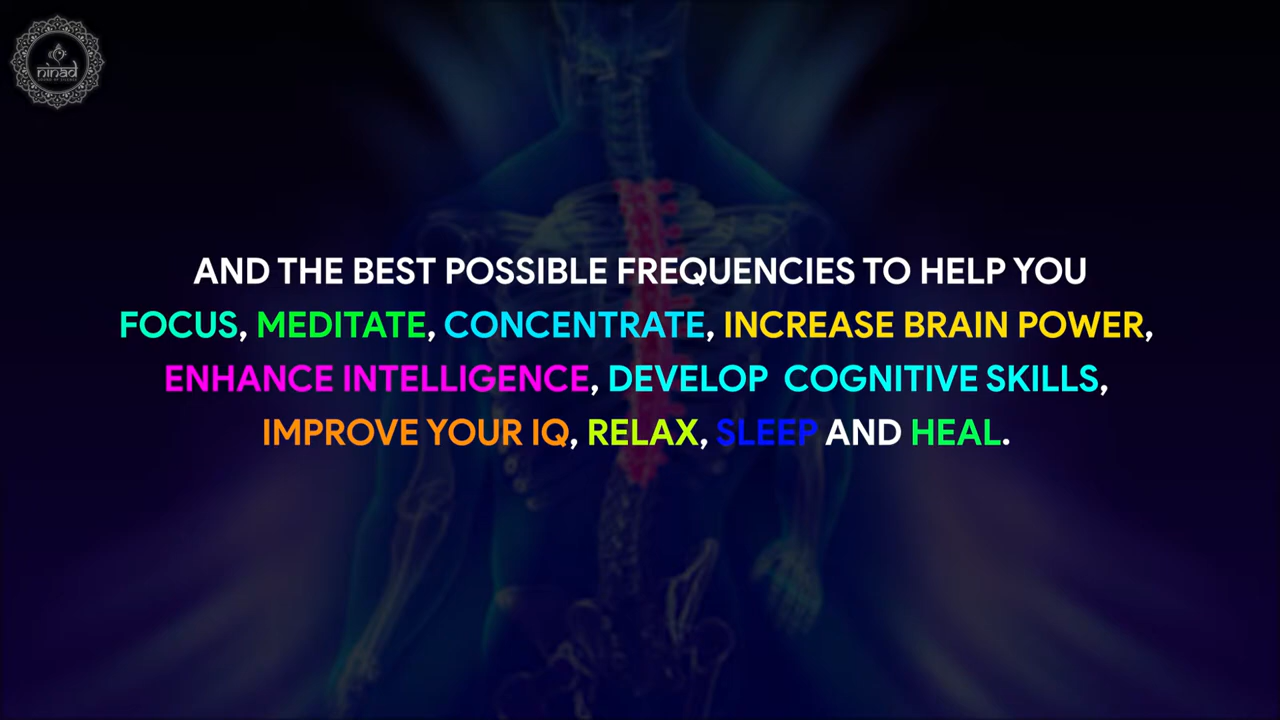 ninad
AND THE BEST POSSIBLE FREQUENCIES TO HELP YOU
FOCUS, MEDITATE, CONCENTRATE, INCREASE BRAIN POWER,
ENHANCE INTELLIGENCE, DEVELOP  COGNITIVE SKILLS,
IMPROVE YOUR IQ, RELAX, SLEEP AND HEAL.